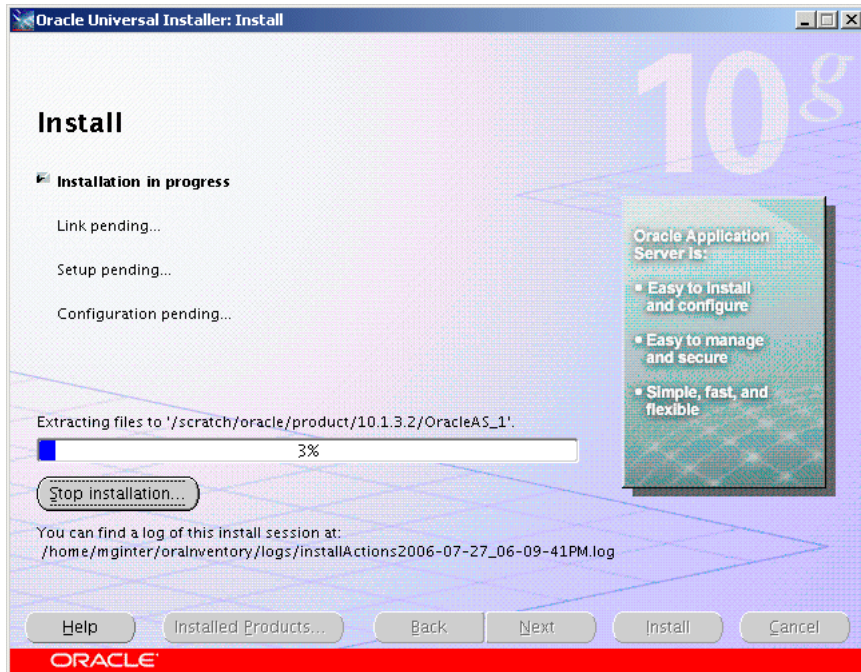 Oracle Universal Installer: Install
10g
Install
Installation in progress
Link pending...
Setup pending...
Configuration pending...
Oracle Application
Server Is:
• Easy to install
and configure
• Easy to manage
and secure
• Simple, fast, and
flexible
Extracting files to '/scratch/oracle/product/10.1.3.2/OracleAS_1'.
3%
Stop installation...
You can find a log of this install session at:
/home/mginter/oraInventory/logs/installActions2006-07-27_06-09-41PM.log
Help
Installed Products...
Back
Next
Install
Cancel
ORACLE